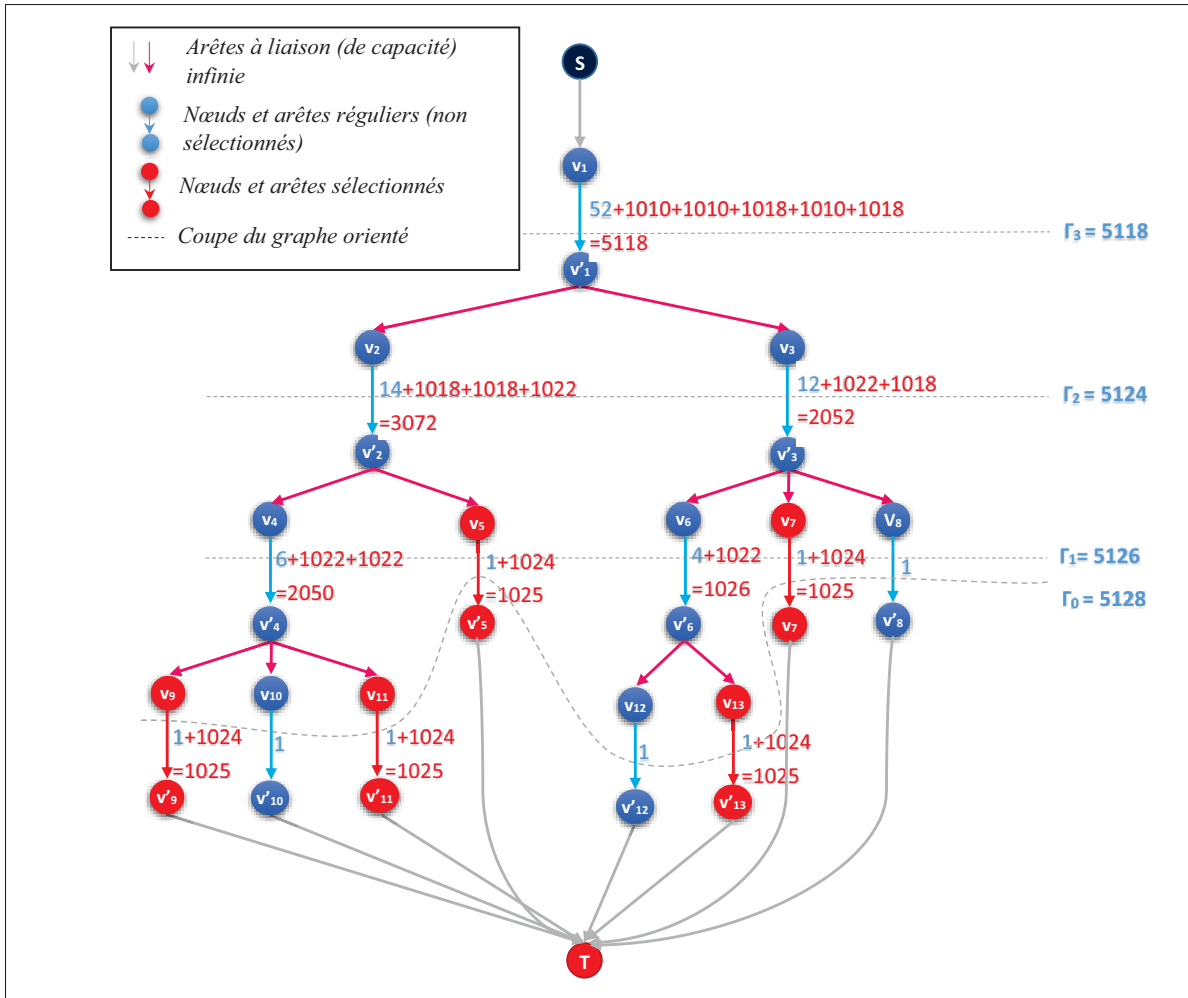 Arêtes à liaison (de capacité)
infinie
Nœuds et arêtes réguliers (non
sélectionnés)
Nœuds et arêtes sélectionnés
Coupe du graphe orienté
S
v1
52+1010+1010+1018+1010+1018
=5118
Γ3 = 5118
v'1
v2
v3
14+1018+1018+1022
12+1022+1018
Γ2 = 5124
=3072
=2052
v'2
v'3
v4
v5
v6
v7
V8
6+1022+1022
1+1024
4+1022
1+1024
1
Γ1 = 5126
=2050
=1025
=1026
=1025
Γ0 = 5128
v'4
v'5
v'6
v7
v'8
v9
v10
v11
v12
v13
1+1024
1
1+1024
1
1+1024
=1025
=1025
=1025
v'9
v'10
v'11
v'12
v'13
T